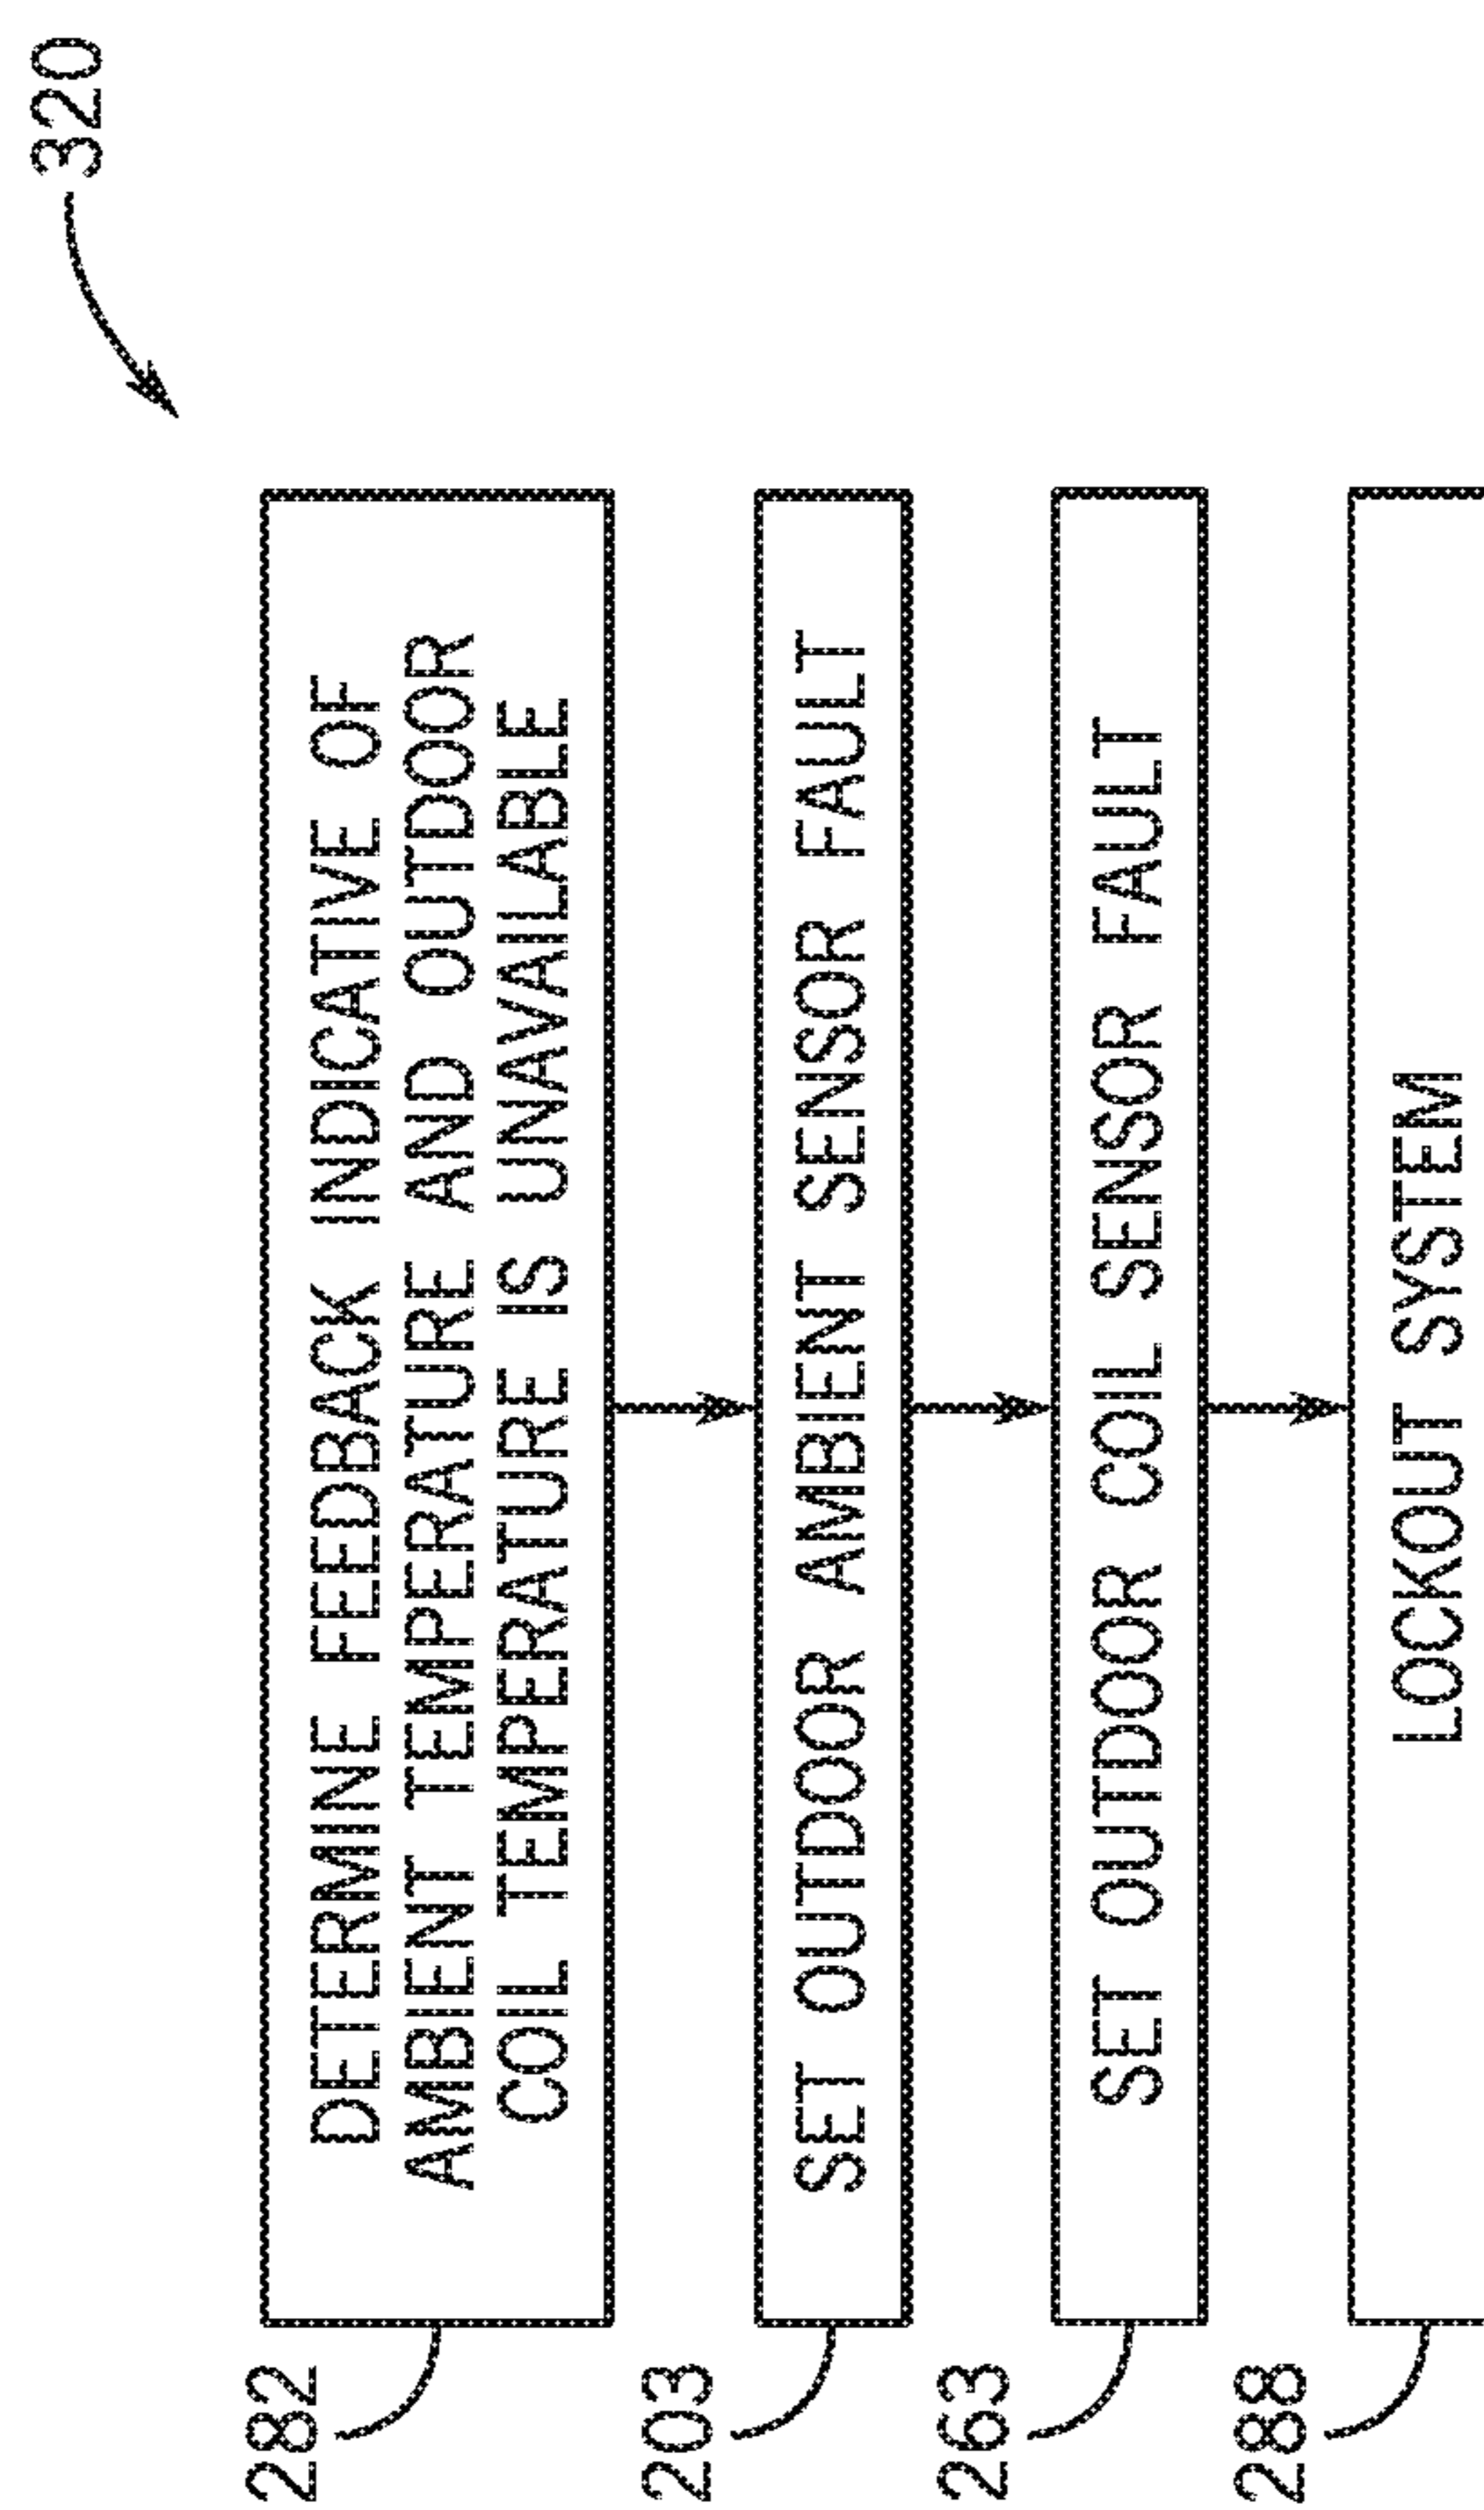 320
282
DETERMINE FEEDBACK INDICATIVE OF
AMBIENT TEMPERATURE AND OUTDOOR
COIL TEMPERATURE IS UNAVAILABLE
203
SET OUTDOOR AMBIENT SENSOR FAULT
263
SET OUTDOOR COIL SENSOR FAULT
288
LOCKOUT SYSTEM